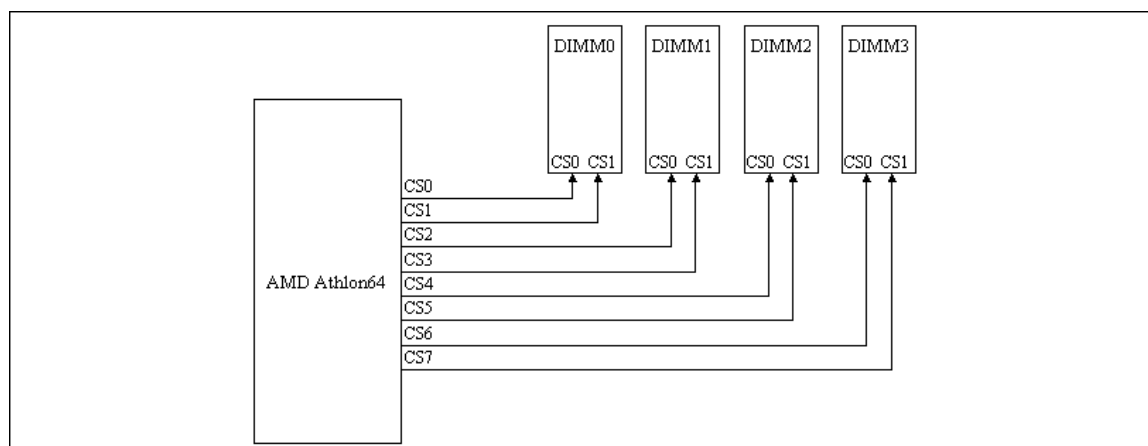 DIMM0 DIMM1 DIMM2 DIMM3
CS0 CS1 CS0 CS1 CS0 CS1 CS0 CS1
CS0
CS1
CS2
CS3
AMD Athlon64
CS4
CS5
CS6
CS7